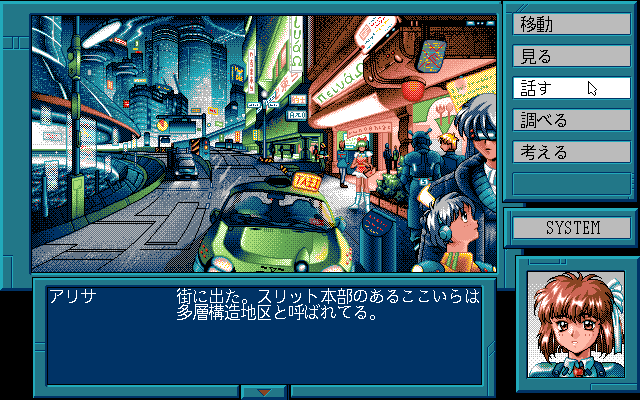 移動
見る
話す
調べる
考える
SYSTEM
TAXI
アリサ
街に出た。スリット本部のあるここいらは
多層構造地区と呼ばれてる。